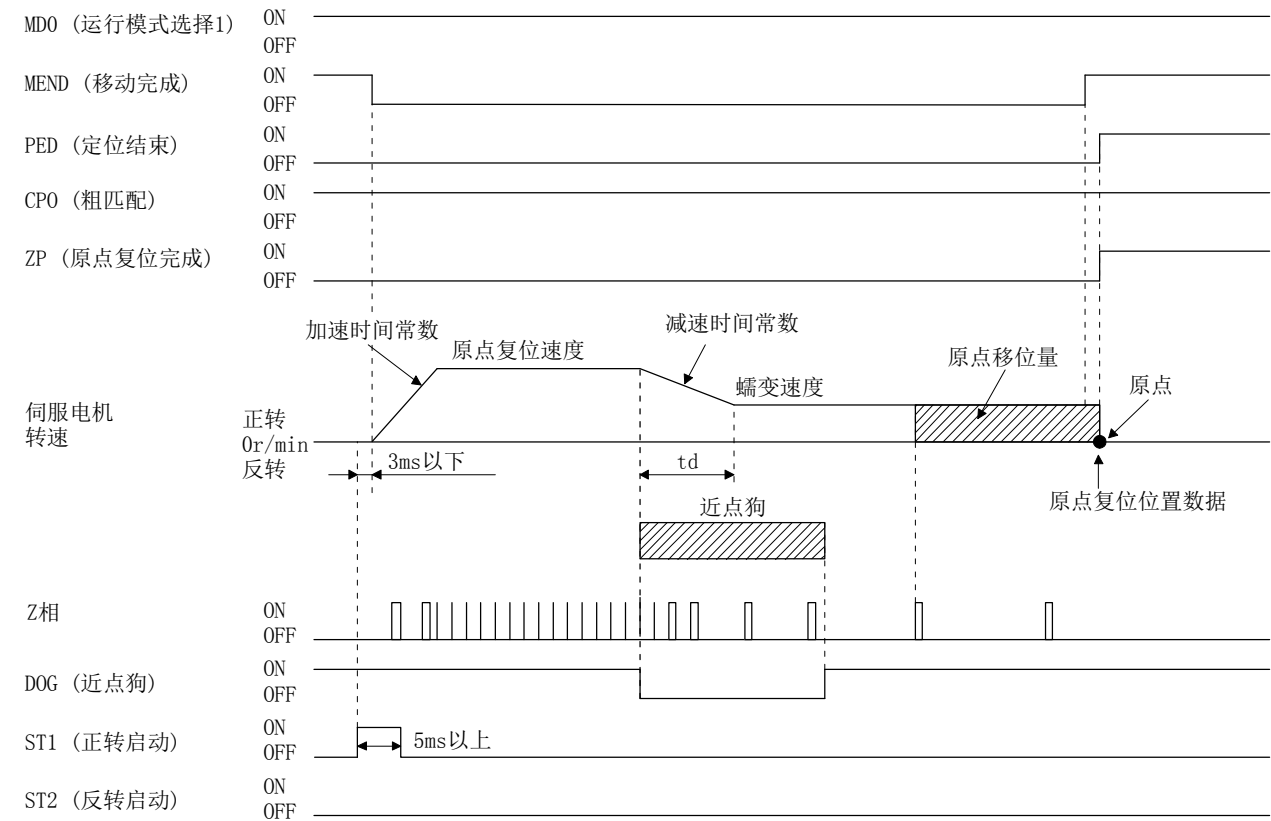 MD0 (运行模式选择1)
ON
OFF
MEND (移动完成)
ON
OFF
PED (定位结束)
ON
OFF
CPO (粗匹配)
ON
OFF
ZP (原点复位完成)
ON
OFF
加速时间常数
原点复位速度
减速时间常数
蠕变速度
原点移位量
原点
伺服电机
转速
正转
0r/min
反转
3ms以下
td
原点复位位置数据
近点狗
Z相
ON
OFF
DOG (近点狗)
ON
OFF
ST1 (正转启动)
ON
OFF
5ms以上
ST2 (反转启动)
ON
OFF